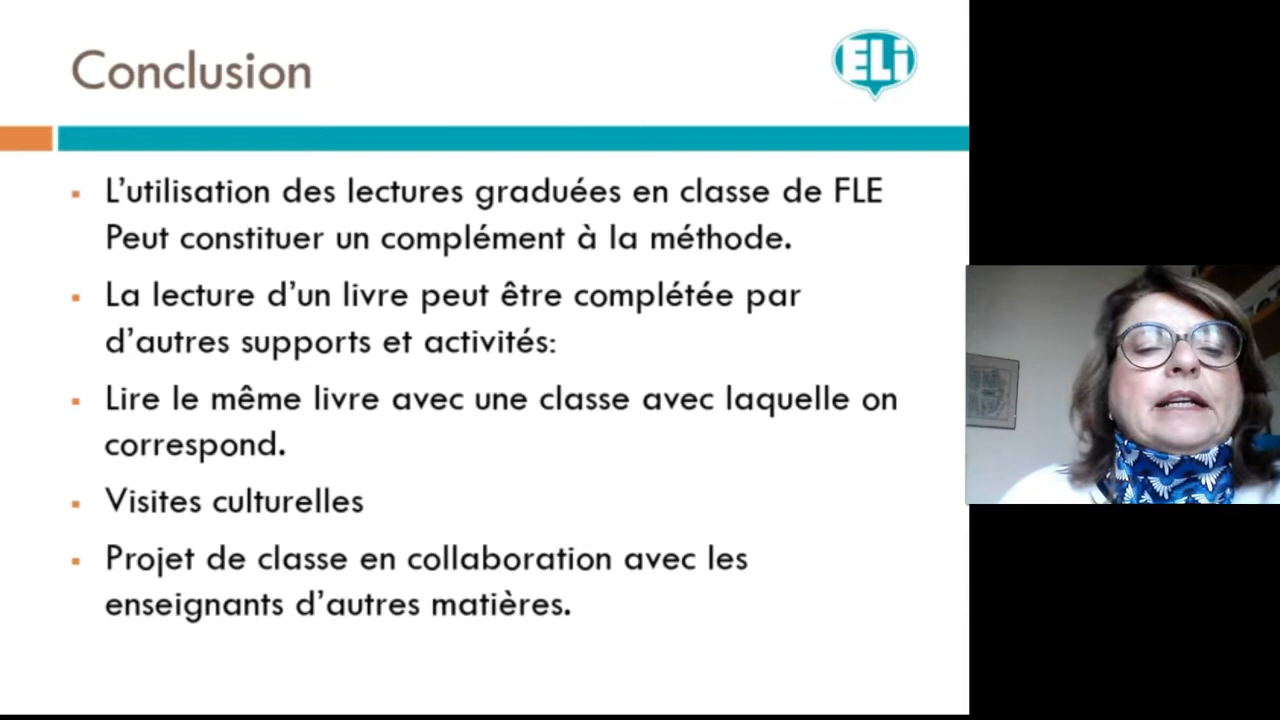 Conclusion
ELi
L’utilisation des lectures graduées en classe de FLE
Peut constituer un complément à la méthode.
La lecture d’un livre peut être complétée par
d’autres supports et activités:
Lire le même livre avec une classe avec laquelle on
correspond.
Visites culturelles
Projet de classe en collaboration avec les
enseignants d’autres matières.